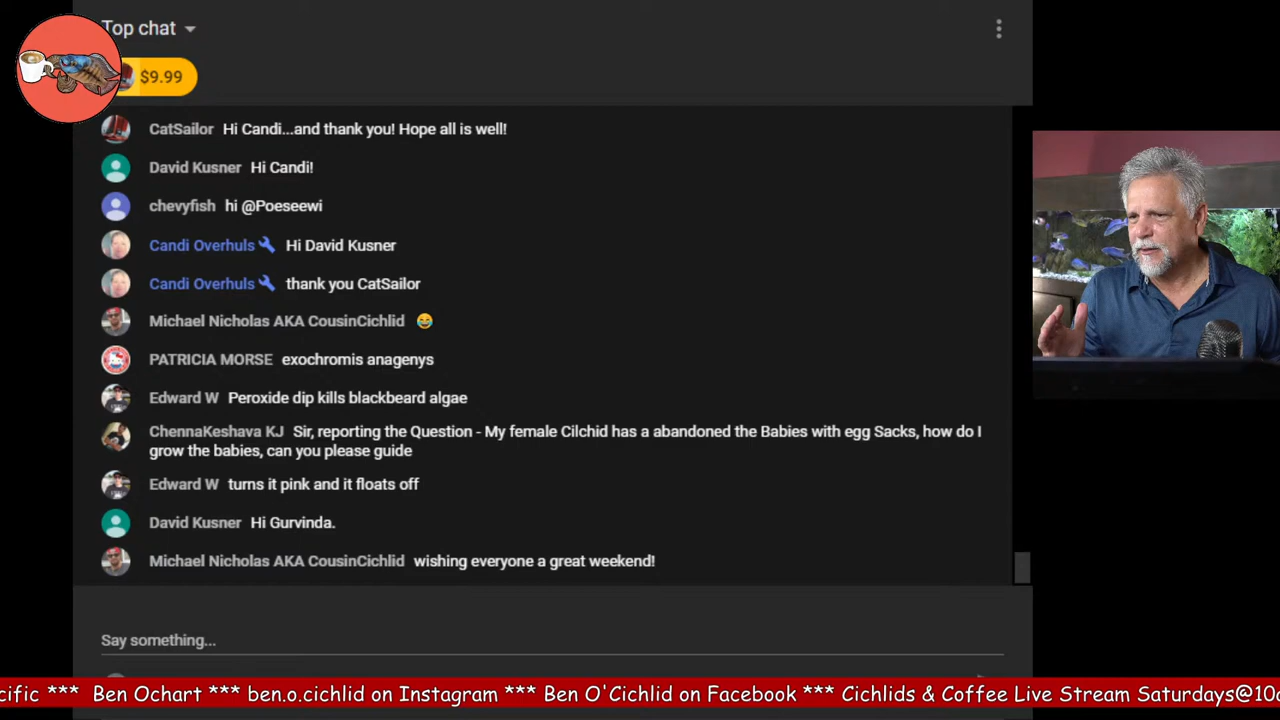 Top chat
$9.99
CatSailor Hi Candi...and thank you! Hope all is well!
David Kusner Hi Candi!
chevyfish hi @Poeseewi
Candi Overhuls Hi David Kusner
Candi Overhuls thank you CatSailor
Michael Nicholas AKA CousinCichlid 😂
PATRICIA MORSE exochromis anagenys
Edward W Peroxide dip kills blackbeard algae
ChennaKeshava KJ Sir, reporting the Question - My female Cilchid has a abandoned the Babies with egg Sacks, how do I
grow the babies, can you please guide
Edward W turns it pink and it floats off
David Kusner Hi Gurvinda.
Michael Nicholas AKA CousinCichlid wishing everyone a great weekend!
Say something...
cific *** Ben Ochart *** ben.o.cichlid on Instagram *** Ben O'Cichlid on Facebook *** Cichlids & Coffee Live Stream Saturdays@10a